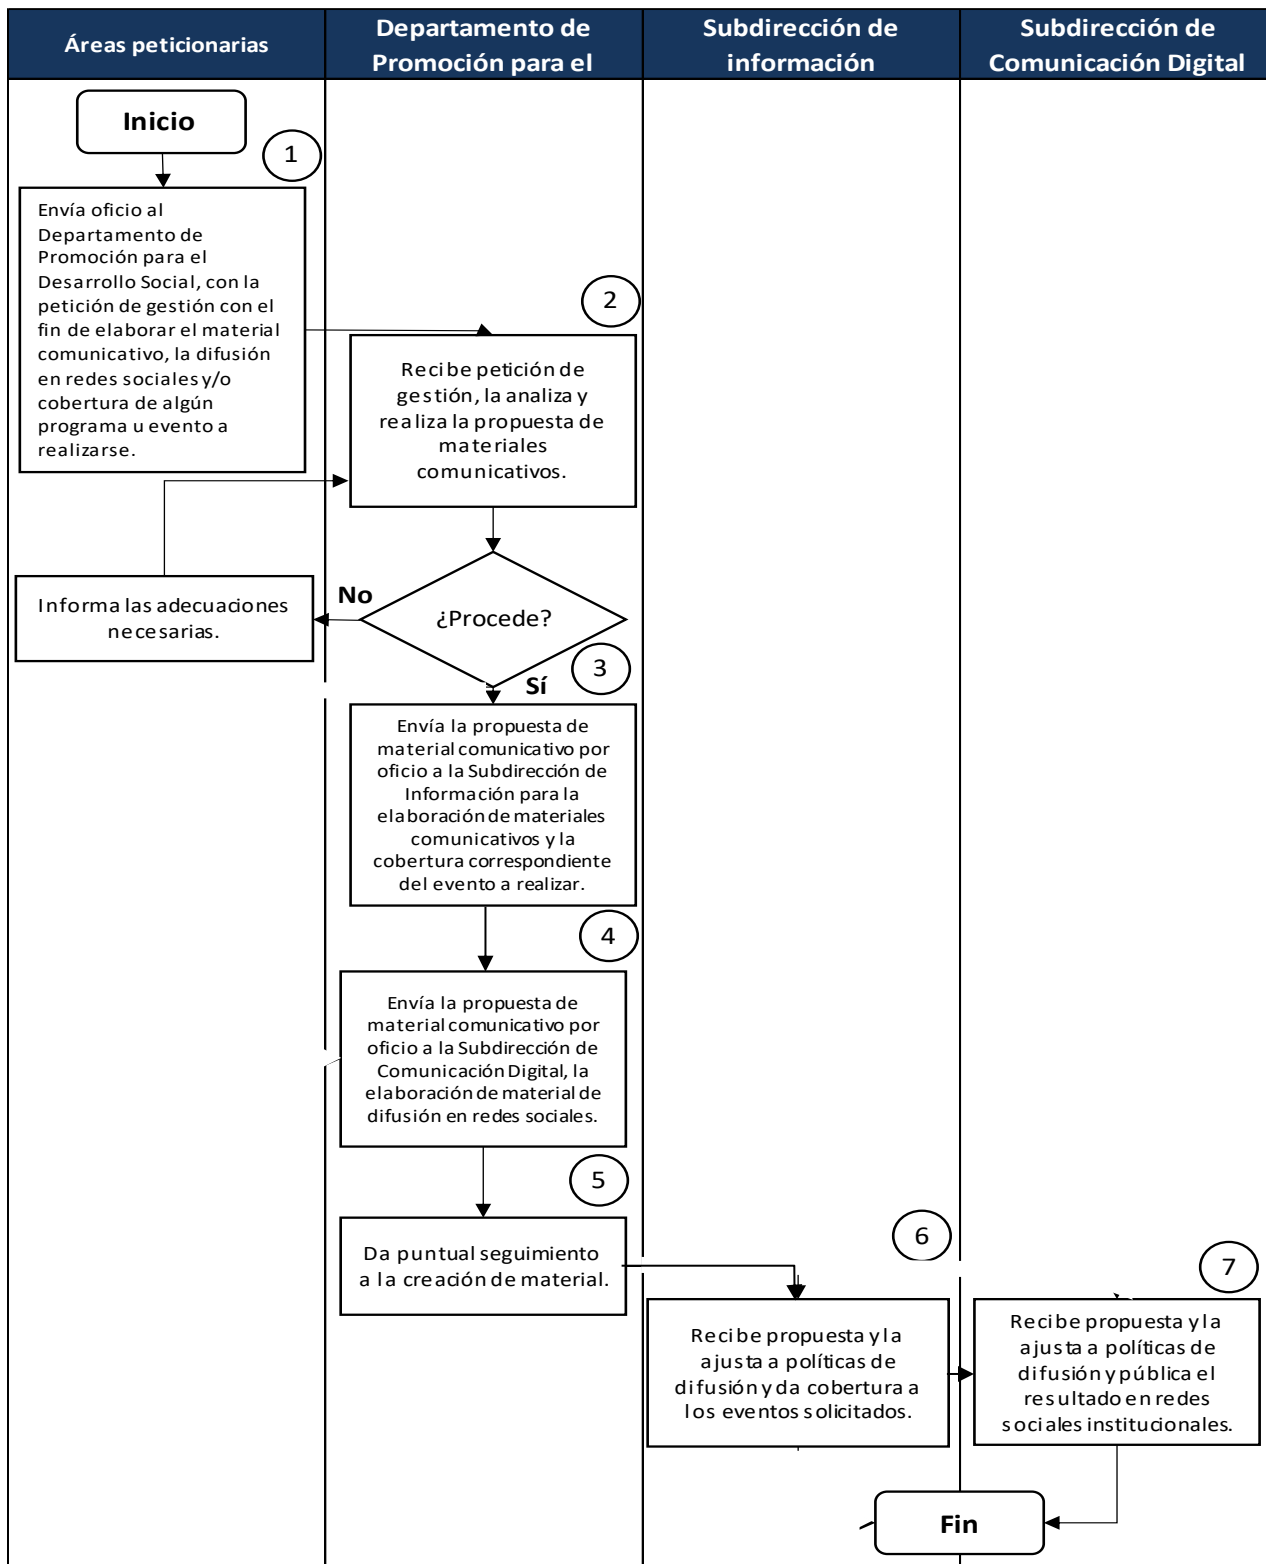 Áreas peticionarias
Departamento de
Promoción para el
Subdirección de
información
Subdirección de
Comunicación Digital
Inicio
1
Envía oficio al
Departamento de
Promoción para el
Desarrollo Social, con la
petición de gestión con el
fin de elaborar el material
comunicativo, la difusión
en redes sociales y/o
cobertura de algún
programa u evento a
realizarse.
2
Recibe petición de
gestión, la analiza y
realiza la propuesta de
materiales
comunicativos.
¿Procede?
No
Informa las adecuaciones
necesarias.
Sí
3
Envía la propuesta de
material comunicativo por
oficio a la Subdirección de
Información para la
elaboración de materiales
comunicativos y la
cobertura correspondiente
del evento a realizar.
4
Envía la propuesta de
material comunicativo por
oficio a la Subdirección de
Comunicación Digital, la
elaboración de material de
difusión en redes sociales.
5
Da puntual seguimiento
a la creación de material.
6
Recibe propuesta y la
ajusta a políticas de
difusión y da cobertura a
los eventos solicitados.
7
Recibe propuesta y la
ajusta a políticas de
difusión y pública el
resultado en redes
sociales institucionales.
Fin